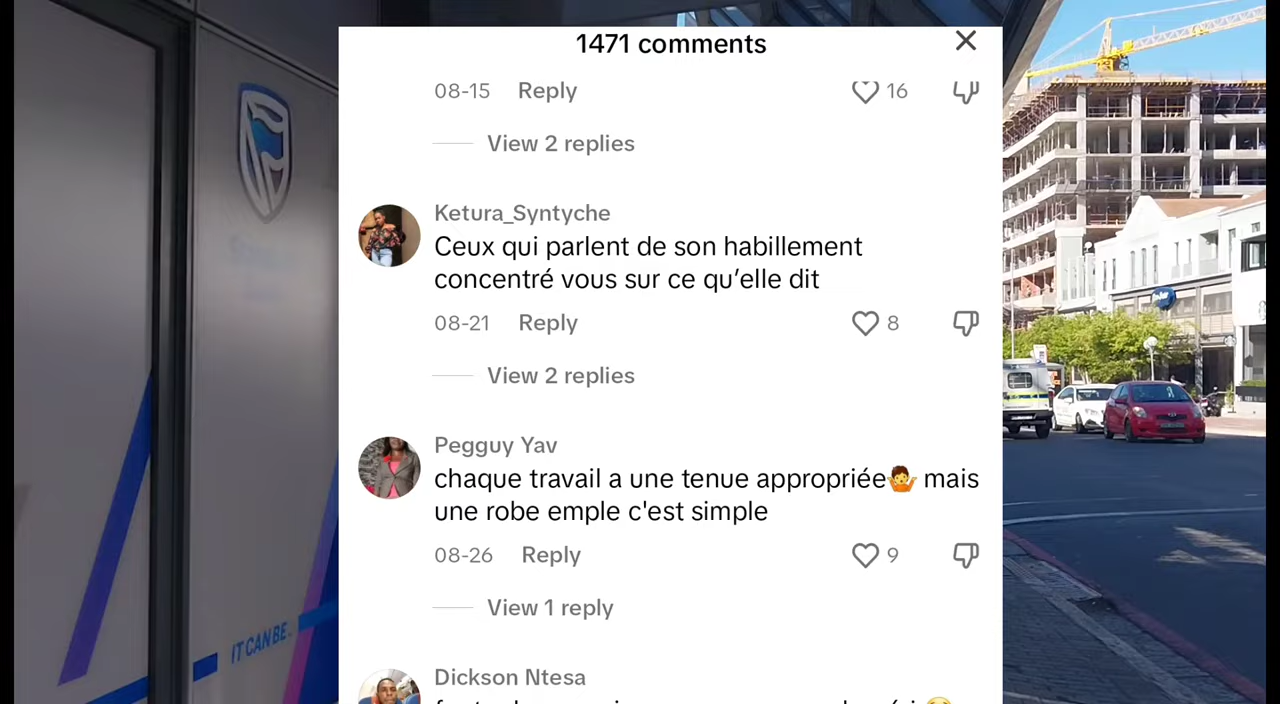 1471 comments
08-15 Reply 16
View 2 replies
Ketura_Syntyche
Ceux qui parlent de son habillement
concentré vous sur ce qu’elle dit
08-21 Reply 8
View 2 replies
Pegguy Yav
chaque travail a une tenue appropriée🤷 mais
une robe emple c'est simple
08-26 Reply 9
View 1 reply
Dickson Ntesa
IT CAN BE.